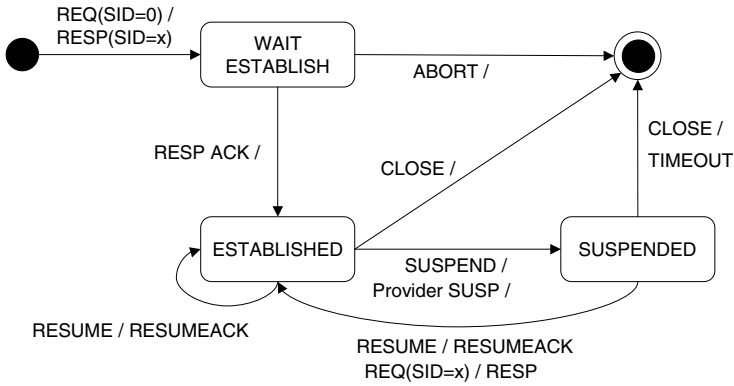 REQ(SID=0) /
RESP(SID=x)
WAIT
ESTABLISH
ABORT /
RESP ACK /
CLOSE /
CLOSE /
TIMEOUT
ESTABLISHED
SUSPEND /
Provider SUSP /
SUSPENDED
RESUME / RESUMEACK
RESUME / RESUMEACK
REQ(SID=x) / RESP